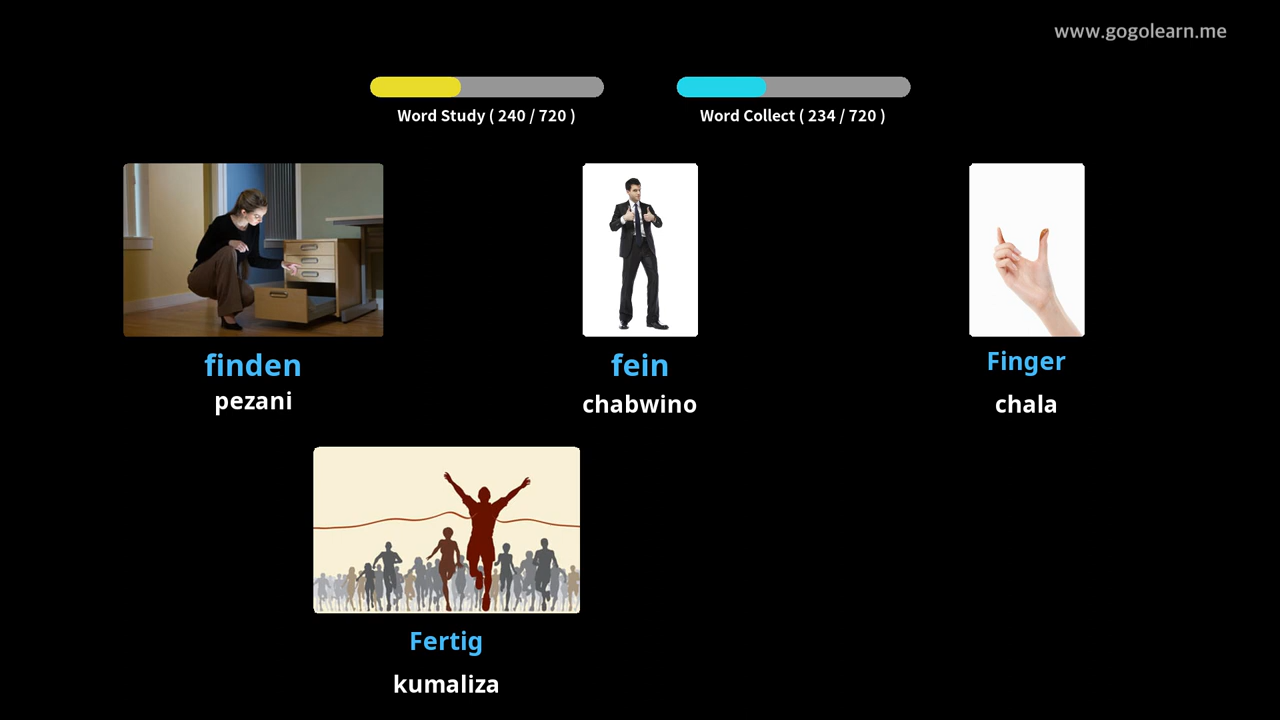 www.gogolearn.me
Word Study ( 240 / 720 )
Word Collect ( 234 / 720 )
finden
pezani
fein
chabwino
Finger
chala
Fertig
kumaliza